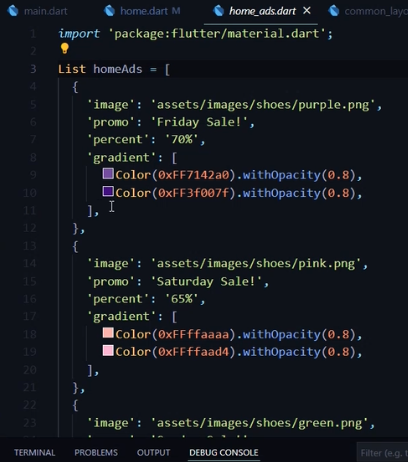 main.dart home.dart M home_ads.dart × common_layo
1 import 'package:flutter/material.dart';
2
3 List homeAds = [
4 {
5 'image': 'assets/images/shoes/purple.png',
6 'promo': 'Friday Sale!',
7 'percent': '70%',
8 'gradient': [
9 Color(0xFF7142a0).withOpacity(0.8),
10 Color(0xFF3f007f).withOpacity(0.8),
11 ],
12 },
13 {
14 'image': 'assets/images/shoes/pink.png',
15 'promo': 'Saturday Sale!',
16 'percent': '65%',
17 'gradient': [
18 Color(0xFFffaaaa).withOpacity(0.8),
19 Color(0xFFffaad4).withOpacity(0.8),
20 ],
21 },
22 {
23 'image': 'assets/images/shoes/green.png',
TERMINAL PROBLEMS OUTPUT DEBUG CONSOLE Filter (e.g. t